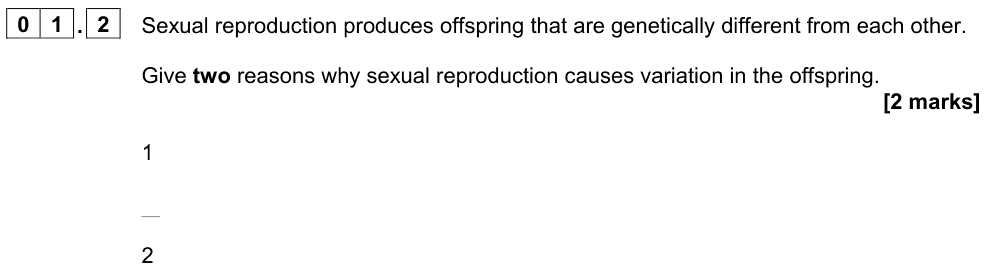 0 1 . 2 Sexual reproduction produces offspring that are genetically different from each other.
Give two reasons why sexual reproduction causes variation in the offspring.
[2 marks]
1
2